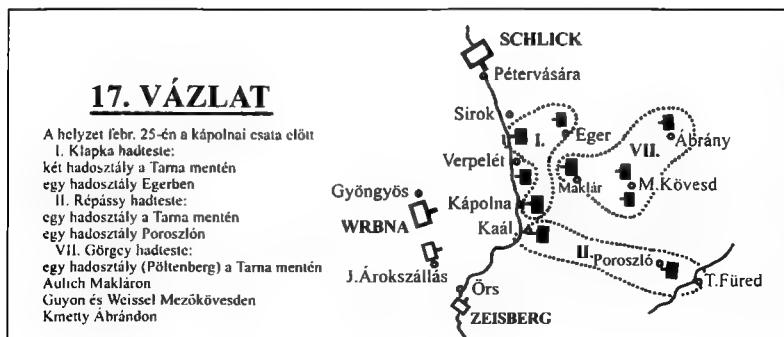 17. VÁZLAT
A helyzet febr. 25-én a kápolnai csata előtt
I. Klapka hadteste:
két hadosztály a Tarna mentén
egy hadosztály Egerben
II. Répássy hadteste:
egy hadosztály a Tarna mentén
egy hadosztály Poroszlón
VII. Görgey hadteste:
egy hadosztály (Pöltenberg) a Tarna mentén
Aulich Makláron
Guyon és Weissel Mezőkövesden
Kmetty Ábrándon
SCHLICK
Pétervására
Sirok
I.
Eger
VII.
Ábrány
Verpelét
Maklár
M.Kövesd
Gyöngyös
WRBNA
Kápolna
Kaál
II.
Poroszló
T.Füred
J.Árokszállás
Örs
ZEISBERG